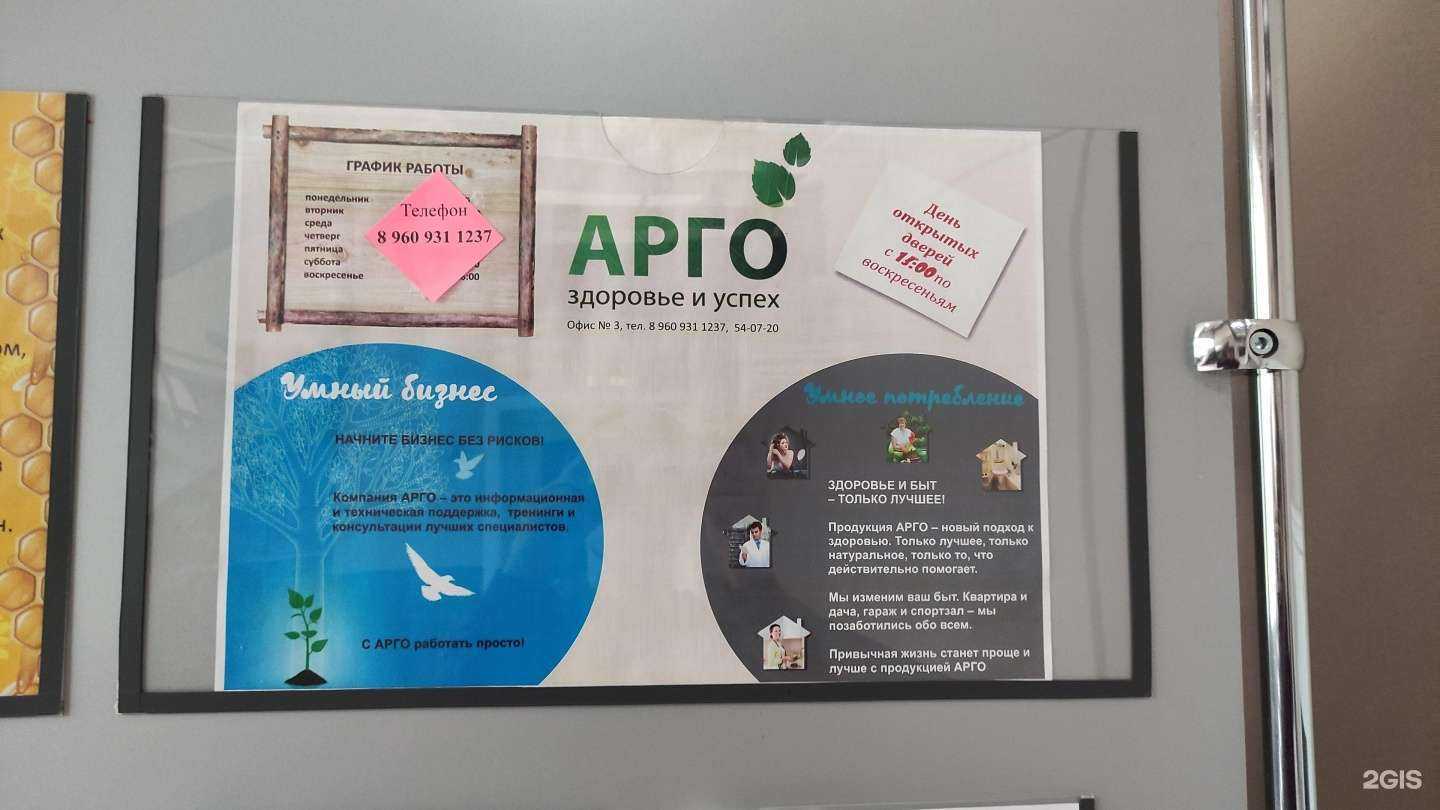 ГРАФИК РАБОТЫ
понедельник
вторник
среда
четверг
пятница
суббота
воскресенье
:00
Телефон
8 960 931 1237
АРГО
здоровье и успех
Офис № 3, тел. 8 960 931 1237, 54-07-20
День
открытых
дверей
с 15:00 по
воскресеньям
Умный бизнес
НАЧНИТЕ БИЗНЕС БЕЗ РИСКОВ!
Компания АРГО – это информационная
и техническая поддержка, тренинги и
консультации лучших специалистов.
С АРГО работать просто!
Умное потребление
ЗДОРОВЬЕ И БЫТ
– ТОЛЬКО ЛУЧШЕЕ!
Продукция АРГО – новый подход к
здоровью. Только лучшее, только
натуральное, только то, что
действительно помогает.
Мы изменим ваш быт. Квартира и
дача, гараж и спортзал – мы
позаботились обо всем.
Привычная жизнь станет проще и
лучше с продукцией АРГО
2GIS